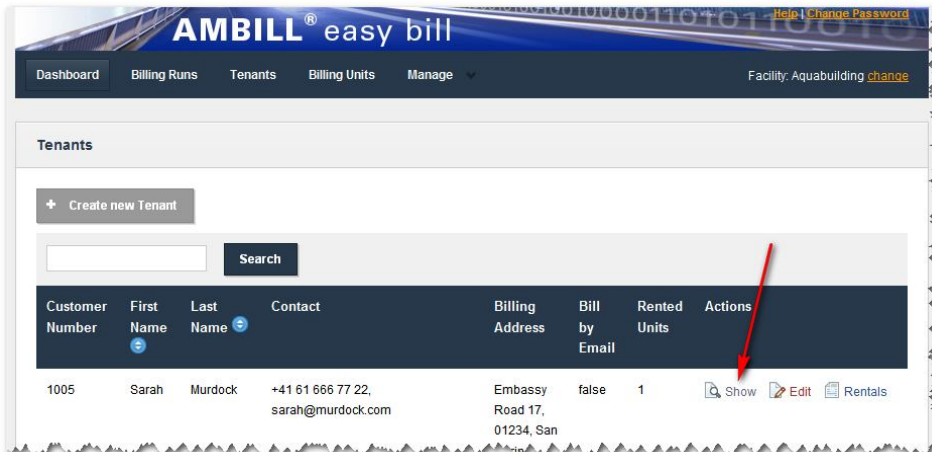 Help | Change Password
AMBILL® easy bill
Dashboard Billing Runs Tenants Billing Units Manage Facility: Aquabuilding change
Tenants
+ Create new Tenant
Search
Customer Number First Name Last Name Contact Billing Address Bill by Email Rented Units Actions
1005 Sarah Murdock +41 61 666 77 22, Embassy false 1 Show Edit Rentals
sarah@murdock.com Road 17,
01234, San